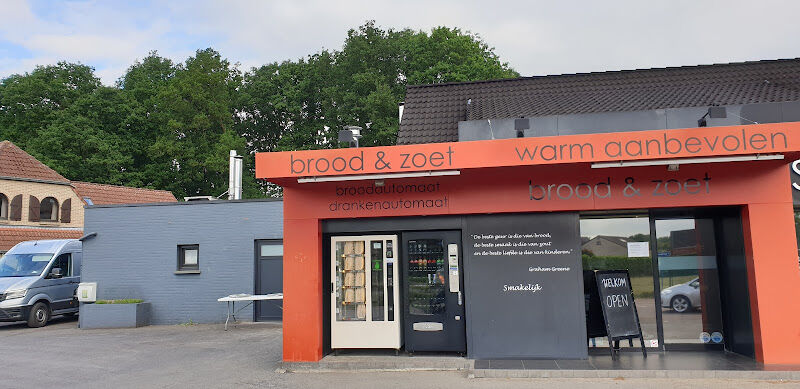 brood & zoet
warm aanbevolen
broodautomaat
drankenautomaat
brood & zoet
"De beste geur is die van brood,
de beste smaak is die van zout
en de beste liefde is die van kinderen."
Graham Greene
Smakelijk
WELKOM
OPEN
S